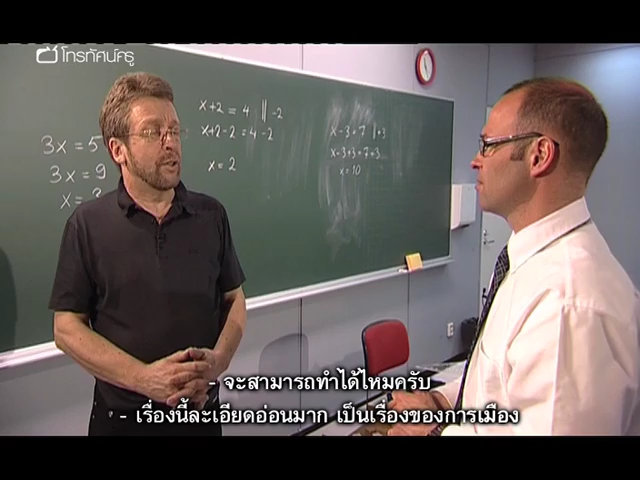 โทรทัศน์ครู
x+2 = 4 || -2
x+2-2 = 4-2
x = 2
3x = 5
3x = 9
x-3 = 7 ||+3
x-3+3 = 7+3
x = 10
- จะสามารถทำได้ไหมครับ
- เรื่องนี้ละเอียดอ่อนมาก เป็นเรื่องของการเมือง